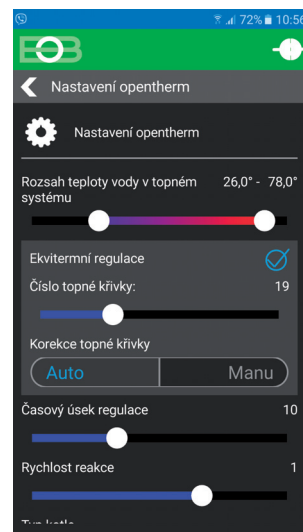 72% 10:56
EOB
Nastavení opentherm
Nastavení opentherm
Rozsah teploty vody v topném systému 26,0° - 78,0°
Ekvitermní regulace
Číslo topné křivky: 19
Korekce topné křivky
Auto Manu
Časový úsek regulace 10
Rychlost reakce 1